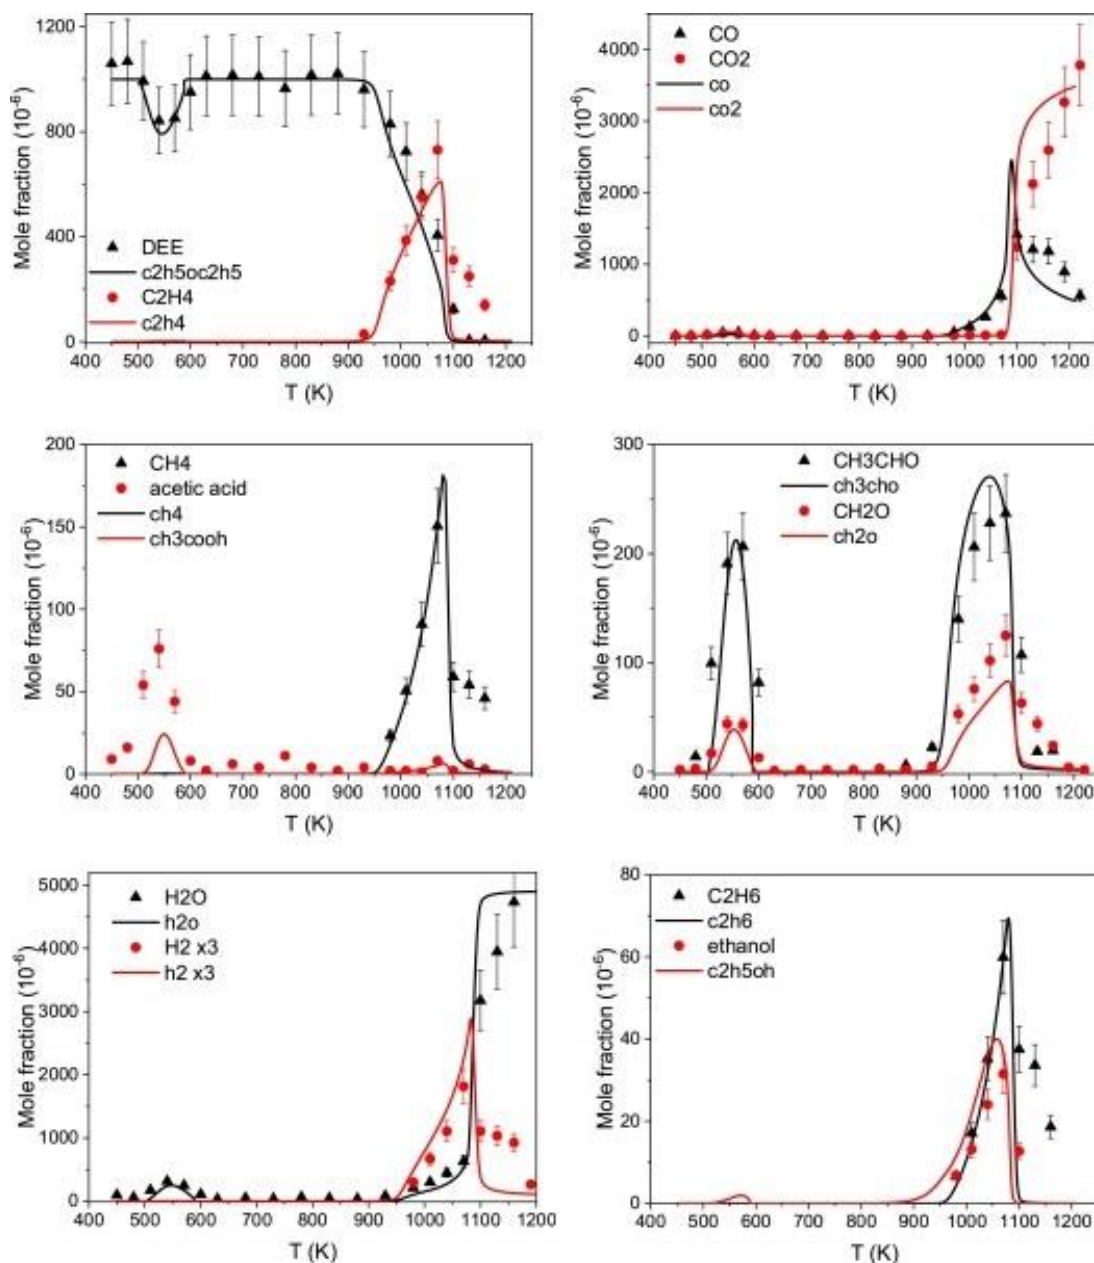 1200
800
400
0
Mole fraction (10⁻⁶)
DEE
c2h5oc2h5
C2H4
c2h4
400 500 600 700 800 900 1000 1100 1200
T (K)
4000
3000
2000
1000
0
Mole fraction (10⁻⁶)
CO
CO2
co
co2
400 500 600 700 800 900 1000 1100 1200
T (K)
200
150
100
50
0
Mole fraction (10⁻⁶)
CH4
acetic acid
ch4
ch3cooh
400 500 600 700 800 900 1000 1100 1200
T (K)
300
200
100
0
Mole fraction (10⁻⁶)
CH3CHO
ch3cho
CH2O
ch2o
400 500 600 700 800 900 1000 1100 1200
T (K)
5000
4000
3000
2000
1000
0
Mole fraction (10⁻⁶)
H2O
h2o
H2 x3
h2 x3
400 500 600 700 800 900 1000 1100 1200
T (K)
80
60
40
20
0
Mole fraction (10⁻⁶)
C2H6
c2h6
ethanol
c2h5oh
400 500 600 700 800 900 1000 1100 1200
T (K)